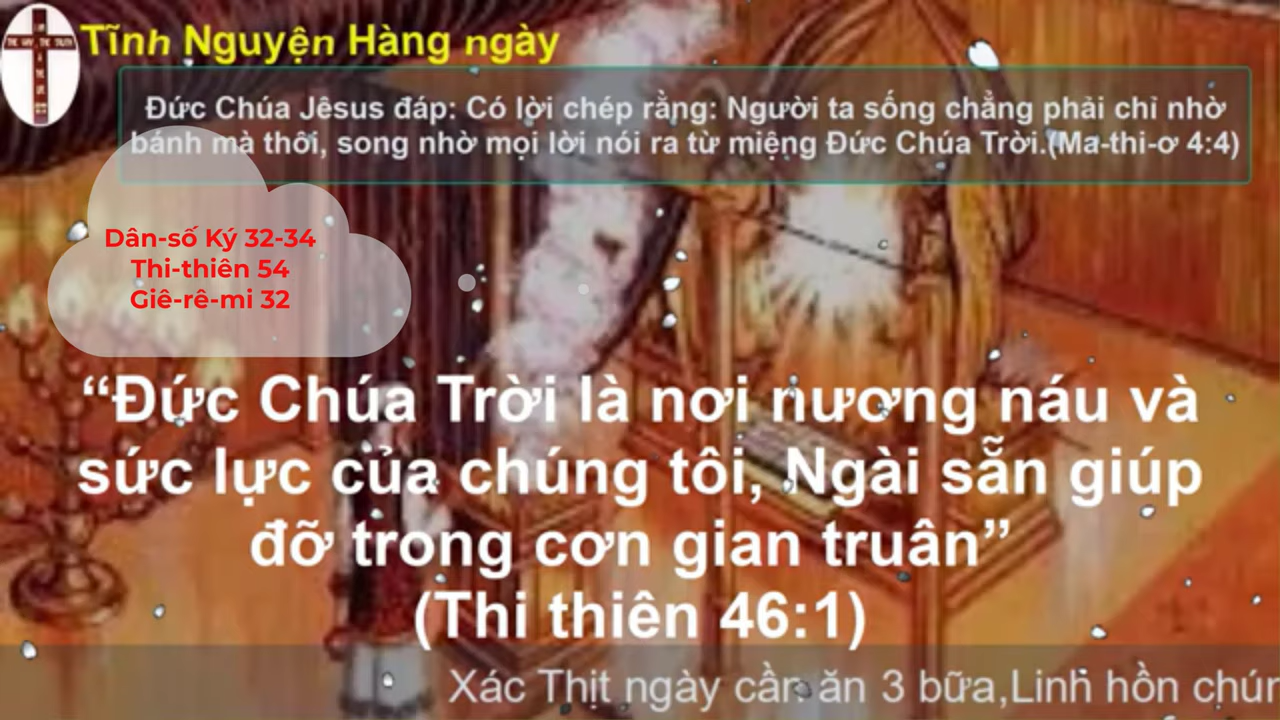 Tĩnh Nguyện Hàng ngày
Đức Chúa Jêsus đáp: Có lời chép rằng: Người ta sống chẳng phải chỉ nhờ
bánh mà thôi, song nhờ mọi lời nói ra từ miệng Đức Chúa Trời.(Ma-thi-ơ 4:4)
Dân-số Ký 32-34
Thi-thiên 54
Giê-rê-mi 32
“Đức Chúa Trời là nơi nương náu và
sức lực của chúng tôi, Ngài sẵn giúp
đỡ trong cơn gian truân”
(Thi thiên 46:1)
Xác Thịt ngày cần ăn 3 bữa,Linh hồn